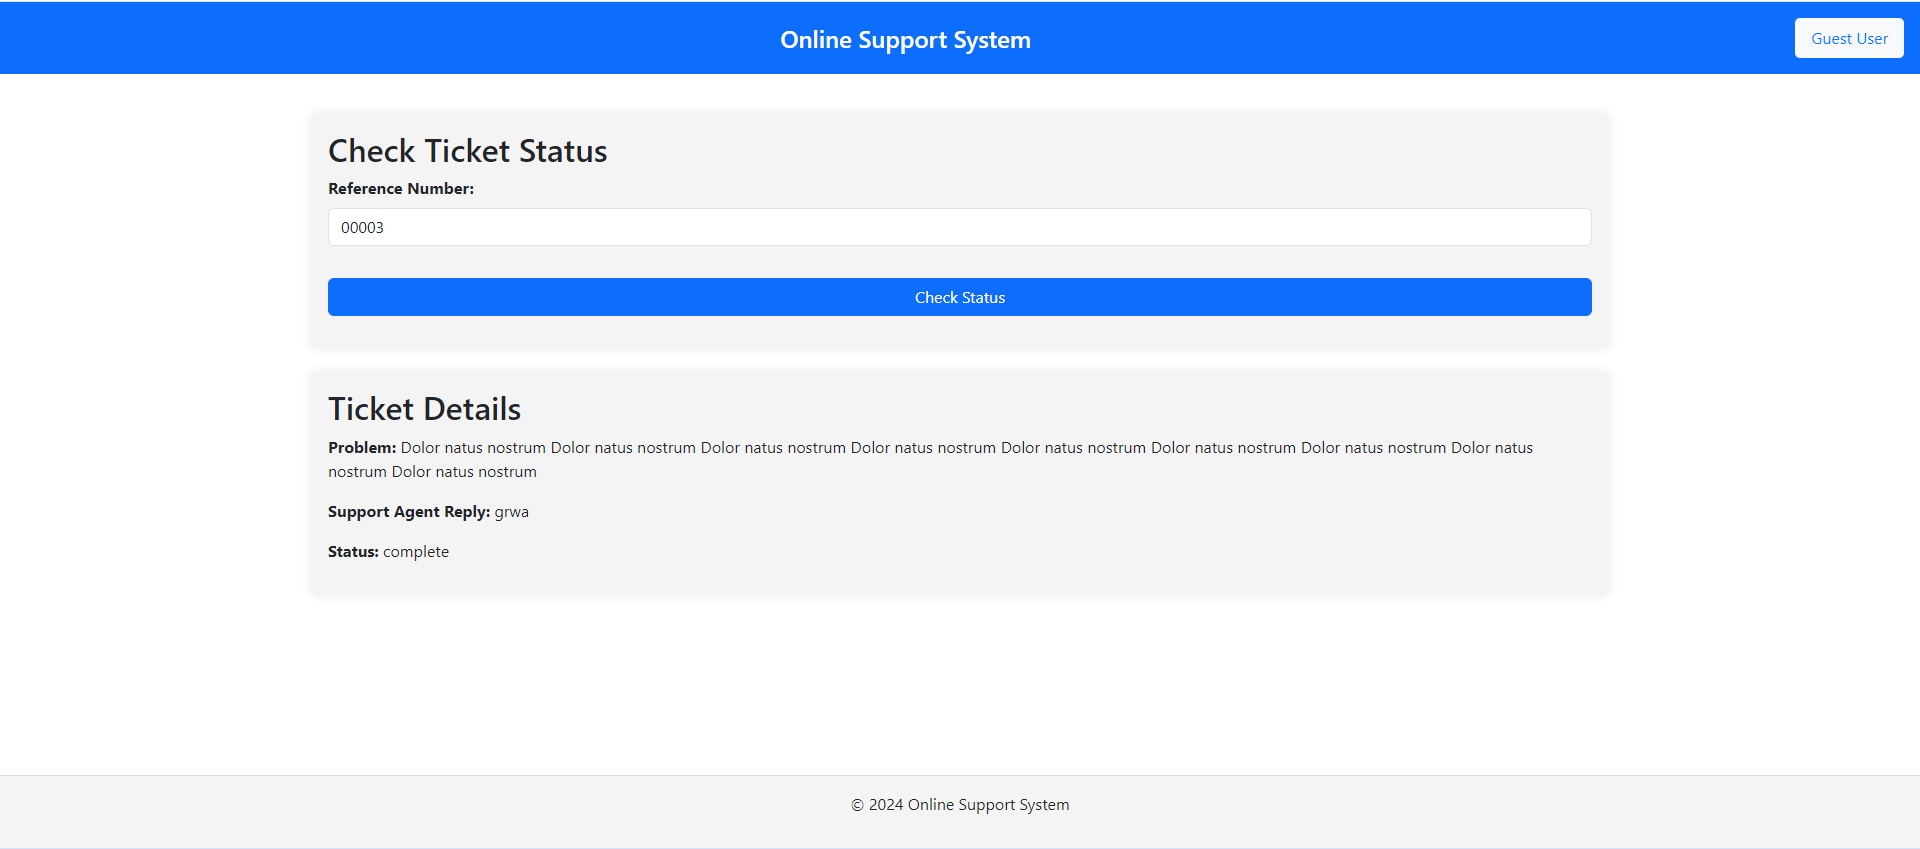 Online Support System
Guest User
Check Ticket Status
Reference Number:
00003
Check Status
Ticket Details
Problem: Dolor natus nostrum Dolor natus nostrum Dolor natus nostrum Dolor natus nostrum Dolor natus nostrum Dolor natus nostrum Dolor natus nostrum Dolor natus
nostrum Dolor natus nostrum
Support Agent Reply: grwa
Status: complete
© 2024 Online Support System